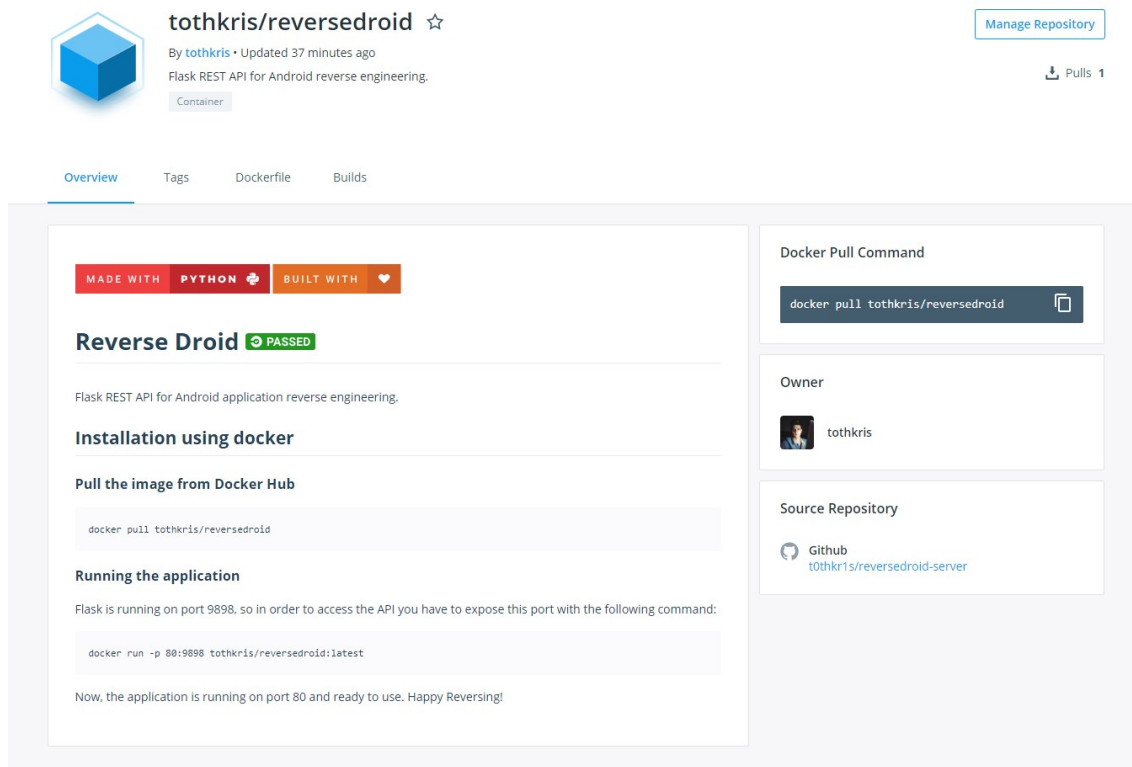 tothkris/reversedroid
By tothkris • Updated 37 minutes ago
Flask REST API for Android reverse engineering.
Container
Manage Repository
Pulls 1
Overview Tags Dockerfile Builds
MADE WITH PYTHON BUILT WITH
Reverse Droid PASSED
Flask REST API for Android application reverse engineering.
Installation using docker
Pull the image from Docker Hub
docker pull tothkris/reversedroid
Running the application
Flask is running on port 9898, so in order to access the API you have to expose this port with the following command:
docker run -p 80:9898 tothkris/reversedroid:latest
Now, the application is running on port 80 and ready to use. Happy Reversing!
Docker Pull Command
docker pull tothkris/reversedroid
Owner
tothkris
Source Repository
Github
t0thkr1s/reversedroid-server